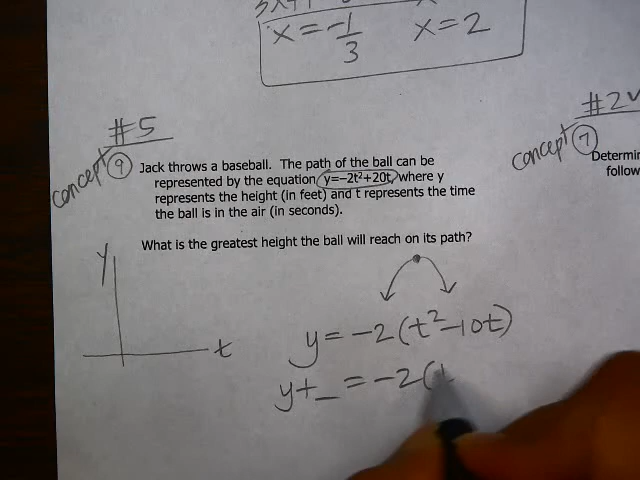 x = -1/3 x = 2
#5
concept 9
Jack throws a baseball. The path of the ball can be
represented by the equation y=−2t²+20t, where y
represents the height (in feet) and t represents the time
the ball is in the air (in seconds).
What is the greatest height the ball will reach on its path?
y
t
y = -2(t²-10t)
y+_ = -2(t
#2
concept 7
Determin
follow